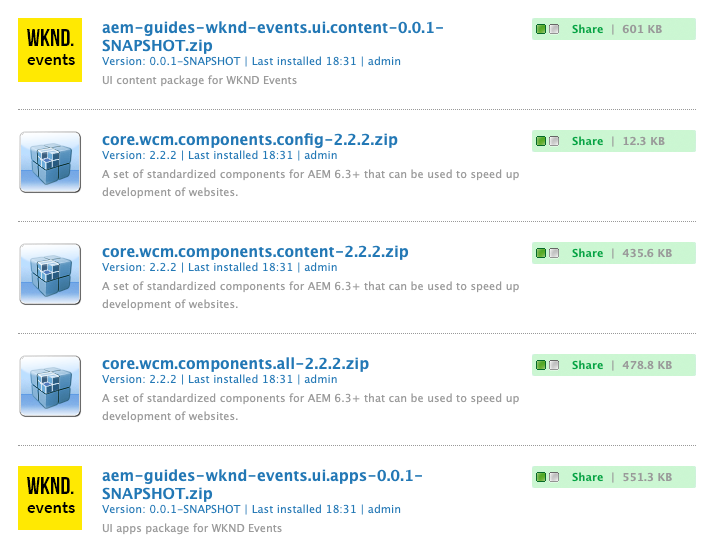 WKND.
events
aem-guides-wknd-events.ui.content-0.0.1-
SNAPSHOT.zip
Version: 0.0.1-SNAPSHOT | Last installed 18:31 | admin
UI content package for WKND Events
Share | 601 KB
core.wcm.components.config-2.2.2.zip
Version: 2.2.2 | Last installed 18:31 | admin
A set of standardized components for AEM 6.3+ that can be used to speed up
development of websites.
Share | 12.3 KB
core.wcm.components.content-2.2.2.zip
Version: 2.2.2 | Last installed 18:31 | admin
A set of standardized components for AEM 6.3+ that can be used to speed up
development of websites.
Share | 435.6 KB
core.wcm.components.all-2.2.2.zip
Version: 2.2.2 | Last installed 18:31 | admin
A set of standardized components for AEM 6.3+ that can be used to speed up
development of websites.
Share | 478.8 KB
WKND.
events
aem-guides-wknd-events.ui.apps-0.0.1-
SNAPSHOT.zip
Version: 0.0.1-SNAPSHOT | Last installed 18:31 | admin
UI apps package for WKND Events
Share | 551.3 KB